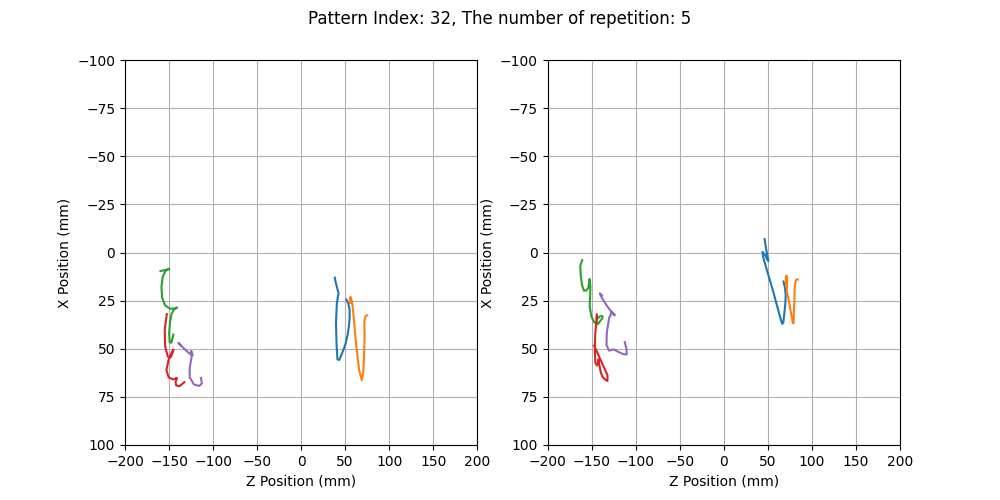 Pattern Index: 32, The number of repetition: 5
−100 −100
−75 −75
−50 −50
−25 −25
0 0
25 25
50 50
75 75
100 100
X Position (mm) X Position (mm)
−200 −150 −100 −50 0 50 100 150 200 −200 −150 −100 −50 0 50 100 150 200
Z Position (mm) Z Position (mm)